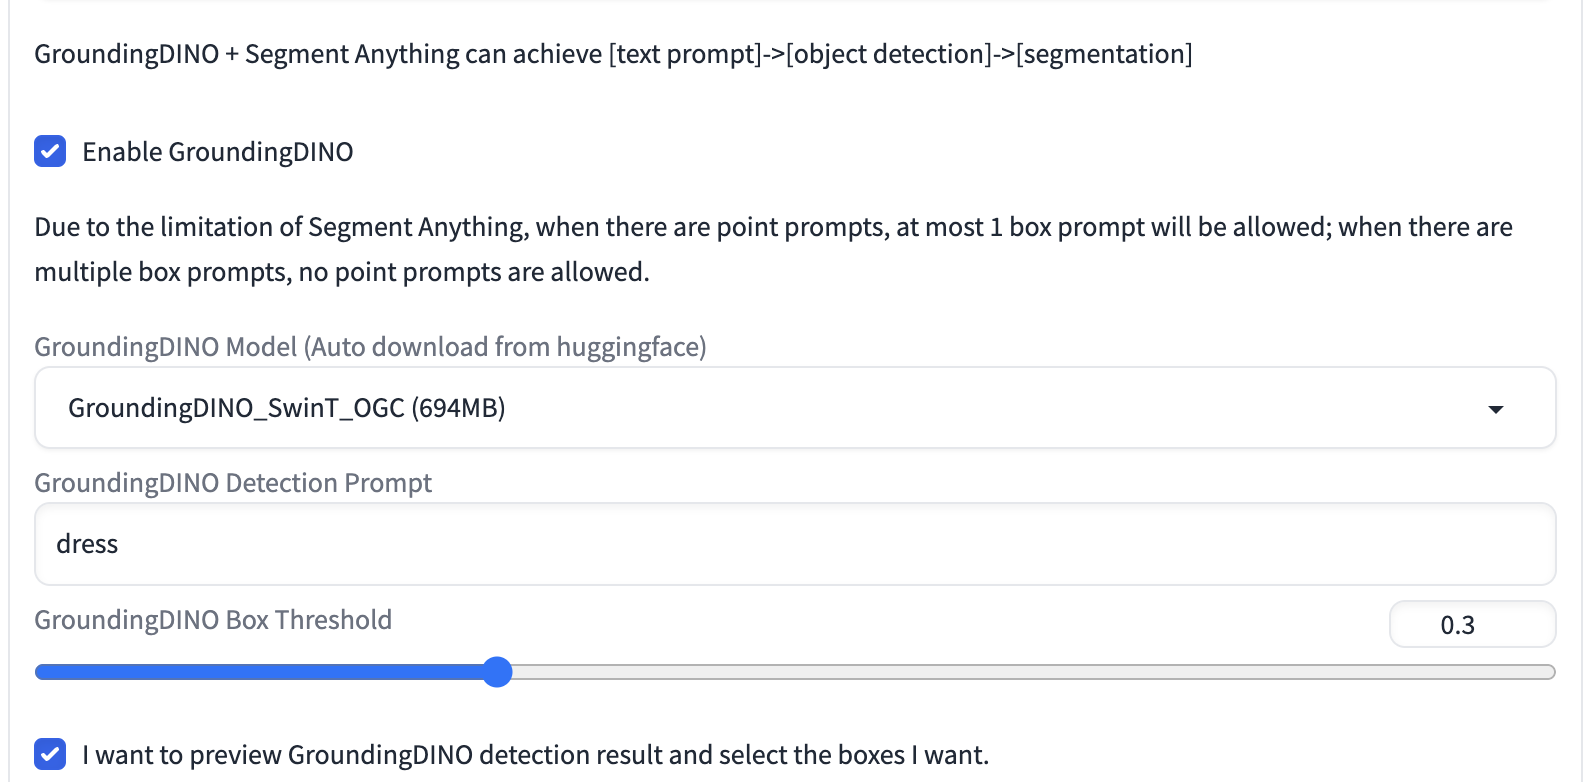 GroundingDINO + Segment Anything can achieve [text prompt]->[object detection]->[segmentation]
Enable GroundingDINO
Due to the limitation of Segment Anything, when there are point prompts, at most 1 box prompt will be allowed; when there are
multiple box prompts, no point prompts are allowed.
GroundingDINO Model (Auto download from huggingface)
GroundingDINO_SwinT_OGC (694MB)
GroundingDINO Detection Prompt
dress
GroundingDINO Box Threshold
0.3
I want to preview GroundingDINO detection result and select the boxes I want.